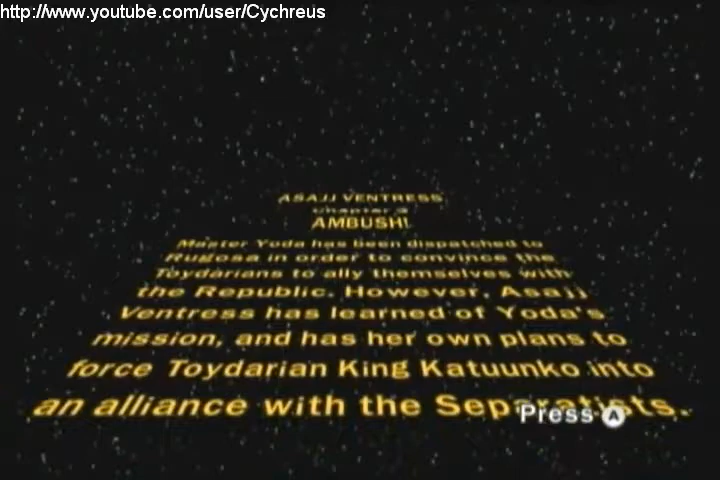 http://www.youtube.com/user/Cychreus
ASAJJ VENTRESS
Chapter 3
AMBUSH!
Master Yoda has been dispatched to
Rugosa in order to convince the
Toydarians to ally themselves with
the Republic. However, Asajj
Ventress has learned of Yoda's
mission, and has her own plans to
force Toydarian King Katuunko into
an alliance with the Separatists.
Press A